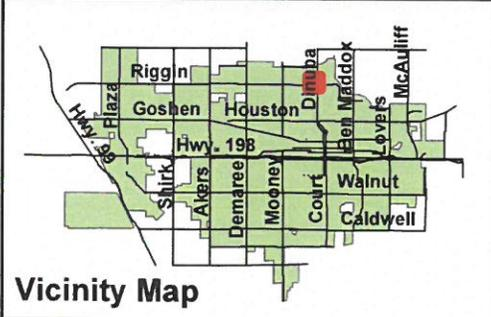 Riggin
Plaza
Goshen
Houston
Dinuba
Ben Maddox
McAuliff
Lovers
Hwy. 99
Hwy. 198
Shirk
Akers
Demaree
Mooney
Court
Walnut
Caldwell
Vicinity Map